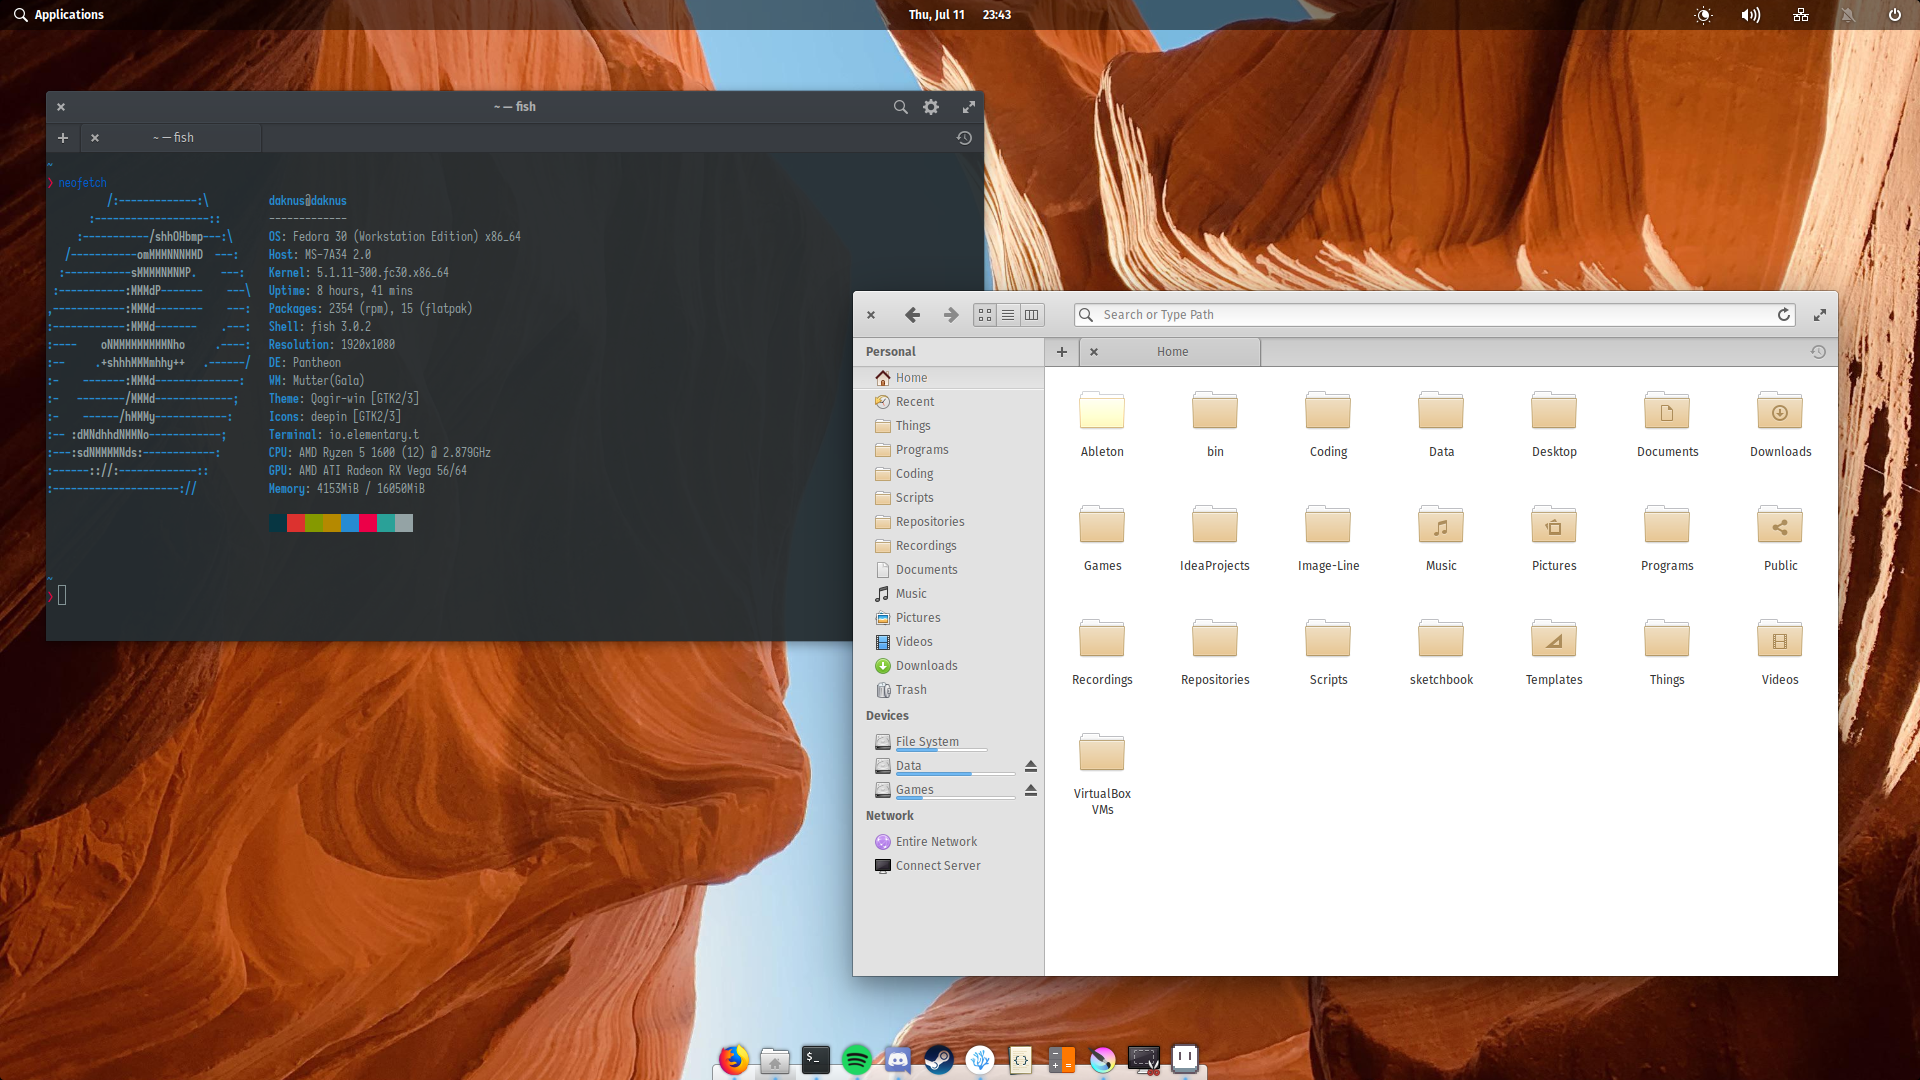 Applications
Thu, Jul 11 23:43
~ — fish
~ — fish
~
❯ neofetch
/:-------------:\
:-------------------::
:-----------/shhOHbmp---:\
/-----------omMMMNNNMMD ---:
:-----------sMMMMNMNMP. ---:
:-----------:MMMdP------- ---\
,------------:MMMd-------- ---:
:------------:MMMd------- .---:
:---- oNMMMMMMMMMNho .----:
:-- .+shhhMMMmhhy++ .------/
:- -------:MMMd--------------:
:- --------/MMMd-------------;
:- ------/hMMMy------------:
:-- :dMNdhhdNMMNo------------;
:---:sdNMMMMNds:------------:
:------:://:-------------::
:---------------------://
daknus@daknus
-------------
OS: Fedora 30 (Workstation Edition) x86_64
Host: MS-7A34 2.0
Kernel: 5.1.11-300.fc30.x86_64
Uptime: 8 hours, 41 mins
Packages: 2354 (rpm), 15 (flatpak)
Shell: fish 3.0.2
Resolution: 1920x1080
DE: Pantheon
WM: Mutter(Gala)
Theme: Qogir-win [GTK2/3]
Icons: deepin [GTK2/3]
Terminal: io.elementary.t
CPU: AMD Ryzen 5 1600 (12) @ 2.879GHz
GPU: AMD ATI Radeon RX Vega 56/64
Memory: 4153MiB / 16050MiB
~
❯
Search or Type Path
Home
Personal
Home
Recent
Things
Programs
Coding
Scripts
Repositories
Recordings
Documents
Music
Pictures
Videos
Downloads
Trash
Devices
File System
Data
Games
Network
Entire Network
Connect Server
Ableton bin Coding Data Desktop Documents Downloads
Games IdeaProjects Image-Line Music Pictures Programs Public
Recordings Repositories Scripts sketchbook Templates Things Videos
VirtualBox
VMs